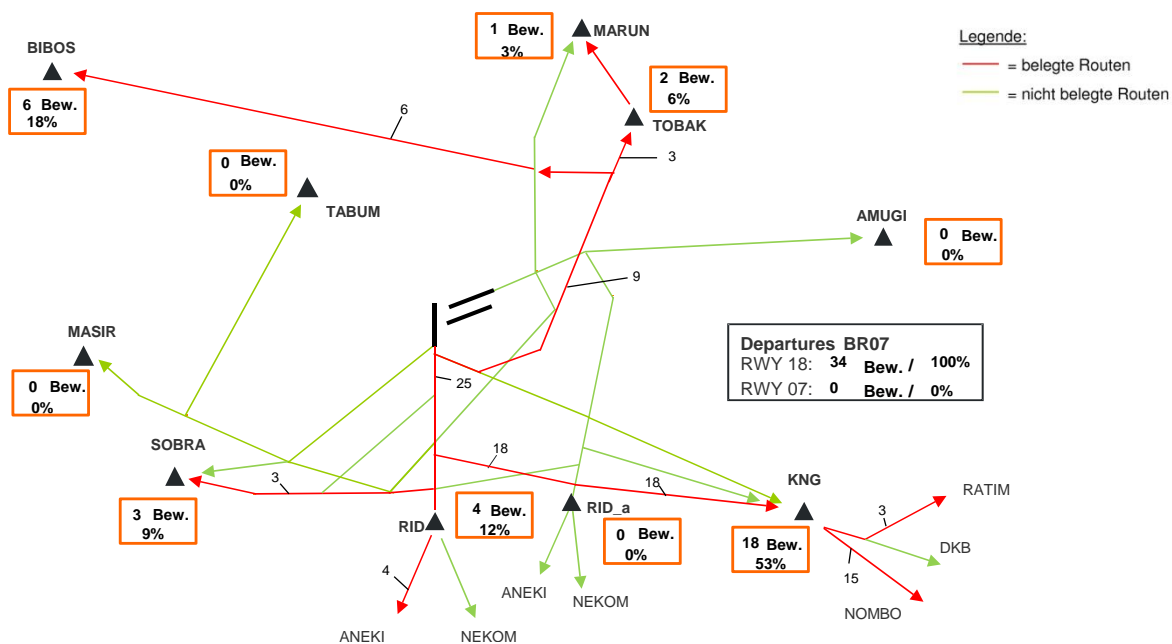 1 Bew.
3%
MARUN
Legende:
= belegte Routen
= nicht belegte Routen
BIBOS
6 Bew.
18%
2 Bew.
6%
TOBAK
6
3
0 Bew.
0%
TABUM
AMUGI
0 Bew.
0%
9
MASIR
0 Bew.
0%
Departures BR07
RWY 18: 34 Bew. / 100%
RWY 07: 0 Bew. / 0%
25
SOBRA
3
3 Bew.
9%
18
18
KNG
18 Bew.
53%
RID
4 Bew.
12%
RID_a
0 Bew.
0%
RATIM
3
DKB
15
NOMBO
4
ANEKI
NEKOM
ANEKI
NEKOM